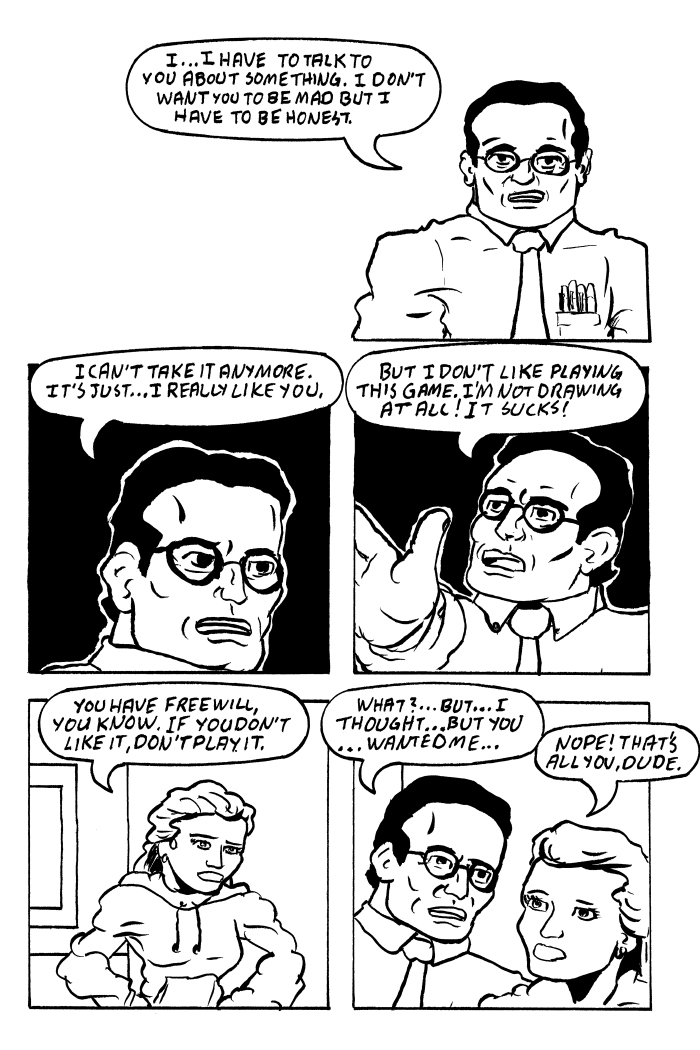 I...I HAVE TO TALK TO
YOU ABOUT SOMETHING. I DON'T
WANT YOU TO BE MAD BUT I
HAVE TO BE HONEST.
I CAN'T TAKE IT ANYMORE.
IT'S JUST...I REALLY LIKE YOU.
BUT I DON'T LIKE PLAYING
THIS GAME. I'M NOT DRAWING
AT ALL! IT SUCKS!
YOU HAVE FREE WILL,
YOU KNOW. IF YOU DON'T
LIKE IT, DON'T PLAY IT.
WHAT?...BUT...I
THOUGHT...BUT YOU
...WANTED ME...
NOPE! THAT'S
ALL YOU, DUDE.